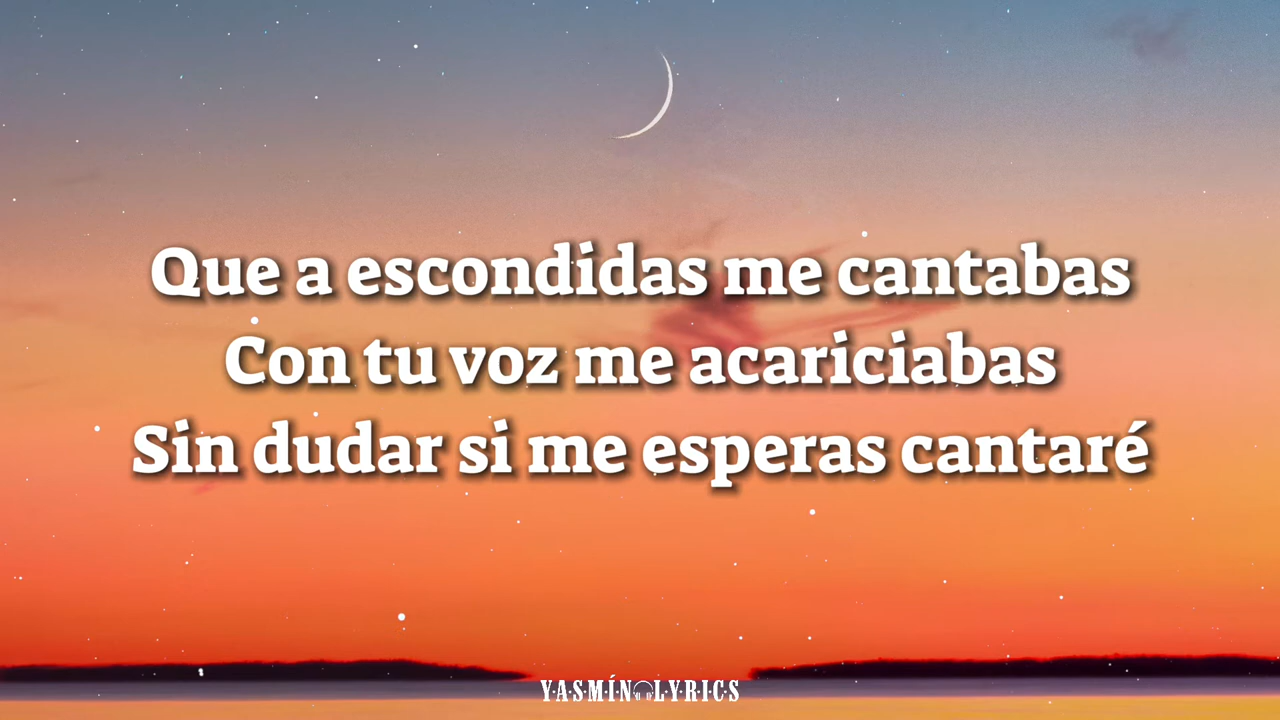 Que a escondidas me cantabas
Con tu voz me acariciabas
Sin dudar si me esperas cantaré
YASMÍN LYRICS